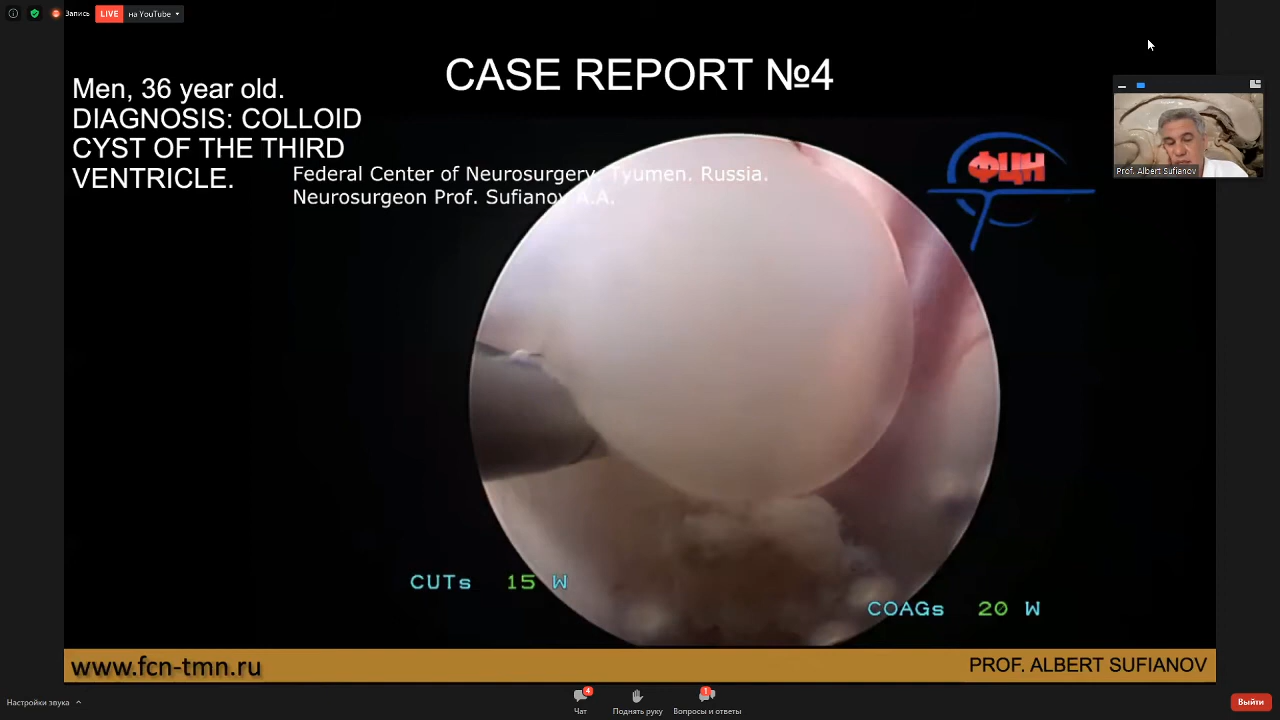 Запись
LIVE
на YouTube
CASE REPORT №4
Men, 36 year old.
DIAGNOSIS: COLLOID
CYST OF THE THIRD
VENTRICLE.
Federal Center of Neurosurgery. Tyumen. Russia.
Neurosurgeon Prof. Sufianov A.A.
ФЦН
Prof. Albert Sufianov
CUTs 15 W
COAGs 20 W
www.fcn-tmn.ru
PROF. ALBERT SUFIANOV
Настройки звука
4
Чат
Поднять руку
1
Вопросы и ответы
Выйти